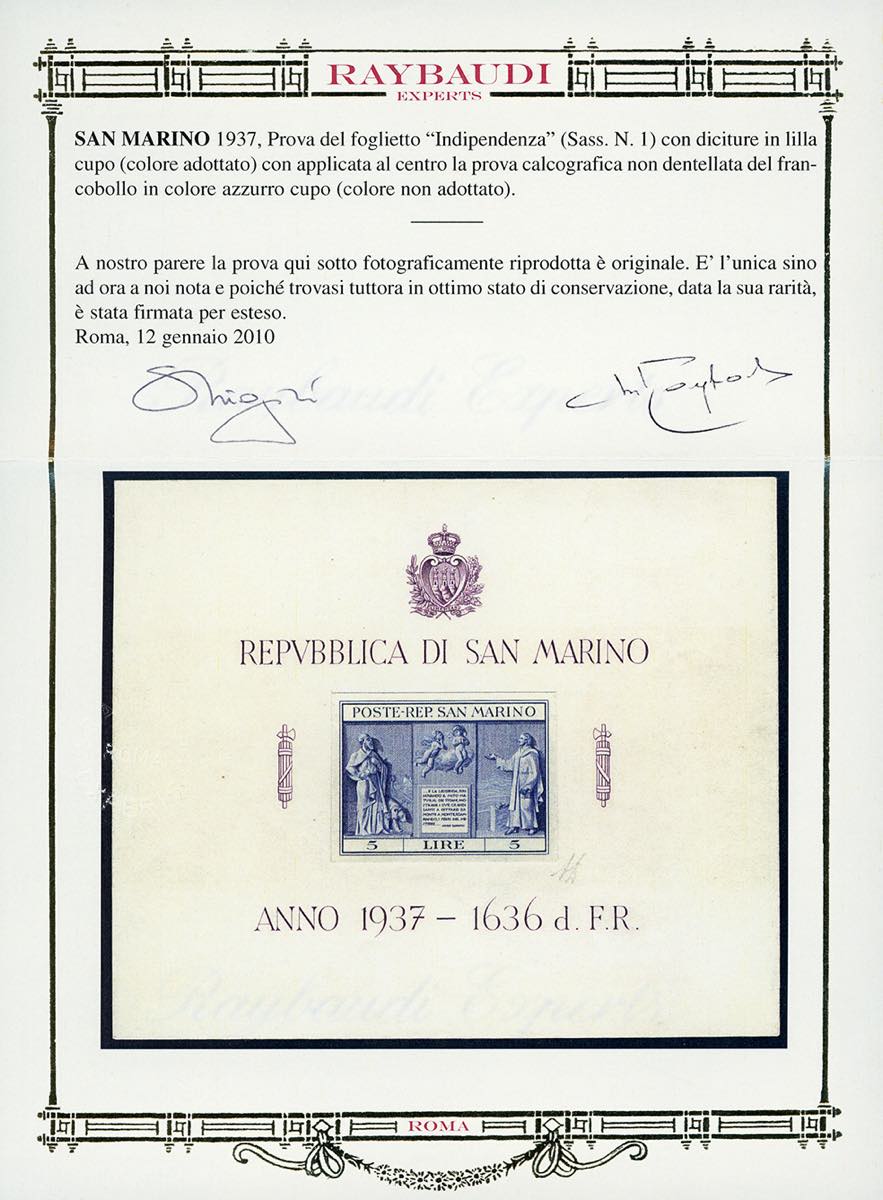 RAYBAUDI
EXPERTS
SAN MARINO 1937, Prova del foglietto “Indipendenza” (Sass. N. 1) con diciture in lilla
cupo (colore adottato) con applicata al centro la prova calcografica non dentellata del fran-
cobollo in colore azzurro cupo (colore non adottato).
A nostro parere la prova qui sotto fotograficamente riprodotta è originale. E’ l’unica sino
ad ora a noi nota e poiché trovasi tuttora in ottimo stato di conservazione, data la sua rarità,
è stata firmata per esteso.
Roma, 12 gennaio 2010
Raybaudi Experts
REPVBBLICA DI SAN MARINO
POSTE-REP. SAN MARINO
5 LIRE 5
ANNO 1937 – 1636 d. F.R.
Raybaudi Experts
ROMA